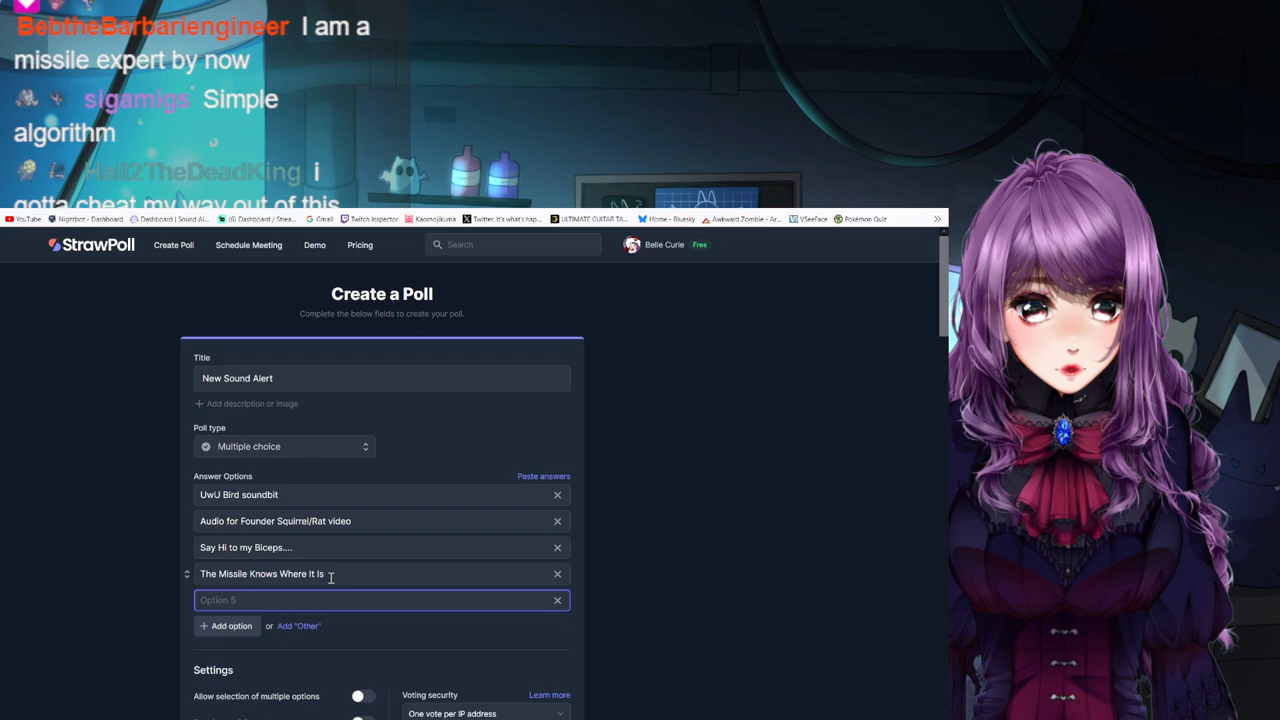 BebtheBarbariengineer I am a
missile expert by now
sigamigs Simple
algorithm
Hail2TheDeadKing i
gotta cheat my way out of this
YouTube Nightbot - Dashboard Dashboard | Sound Al... (6) Dashboard / Strea... Gmail Twitch Inspector Kaomojikuma Twitter. It's what's hap... ULTIMATE GUITAR TA... Home - Bluesky Awkward Zombie - Ar... VSeeFace Pokémon Quiz
StrawPoll Create Poll Schedule Meeting Demo Pricing Search Belle Curie Free
Create a Poll
Complete the below fields to create your poll.
Title
New Sound Alert
Add description or image
Poll type
Multiple choice
Answer Options Paste answers
UwU Bird soundbit
Audio for Founder Squirrel/Rat video
Say Hi to my Biceps....
The Missile Knows Where It Is
Option 5
Add option or Add "Other"
Settings
Allow selection of multiple options
Voting security Learn more
One vote per IP address